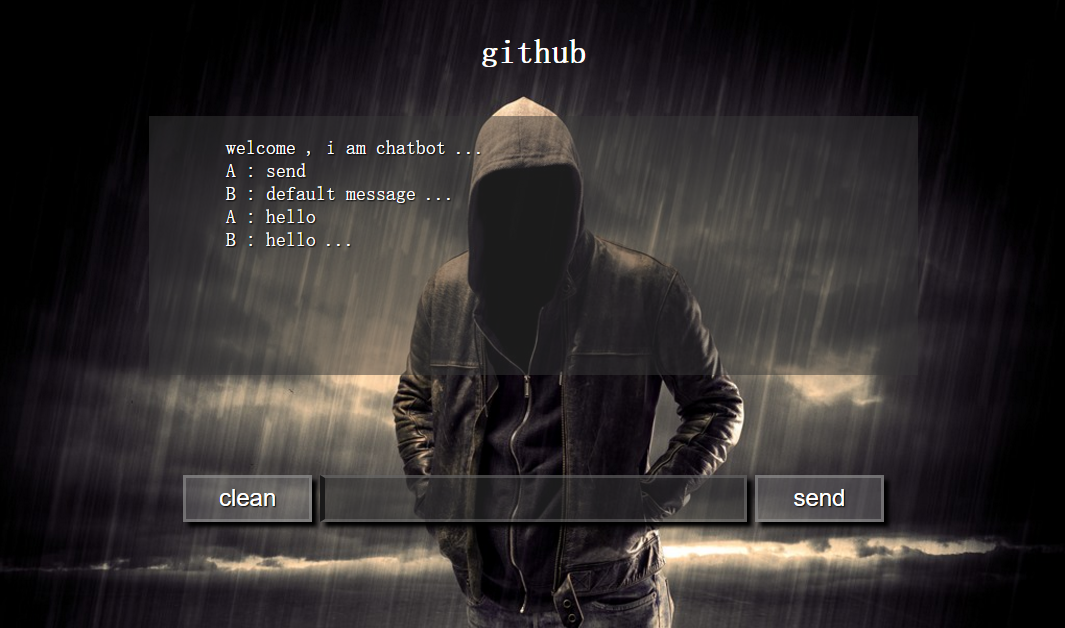 github
welcome , i am chatbot ...
A : send
B : default message ...
A : hello
B : hello ...
clean
send